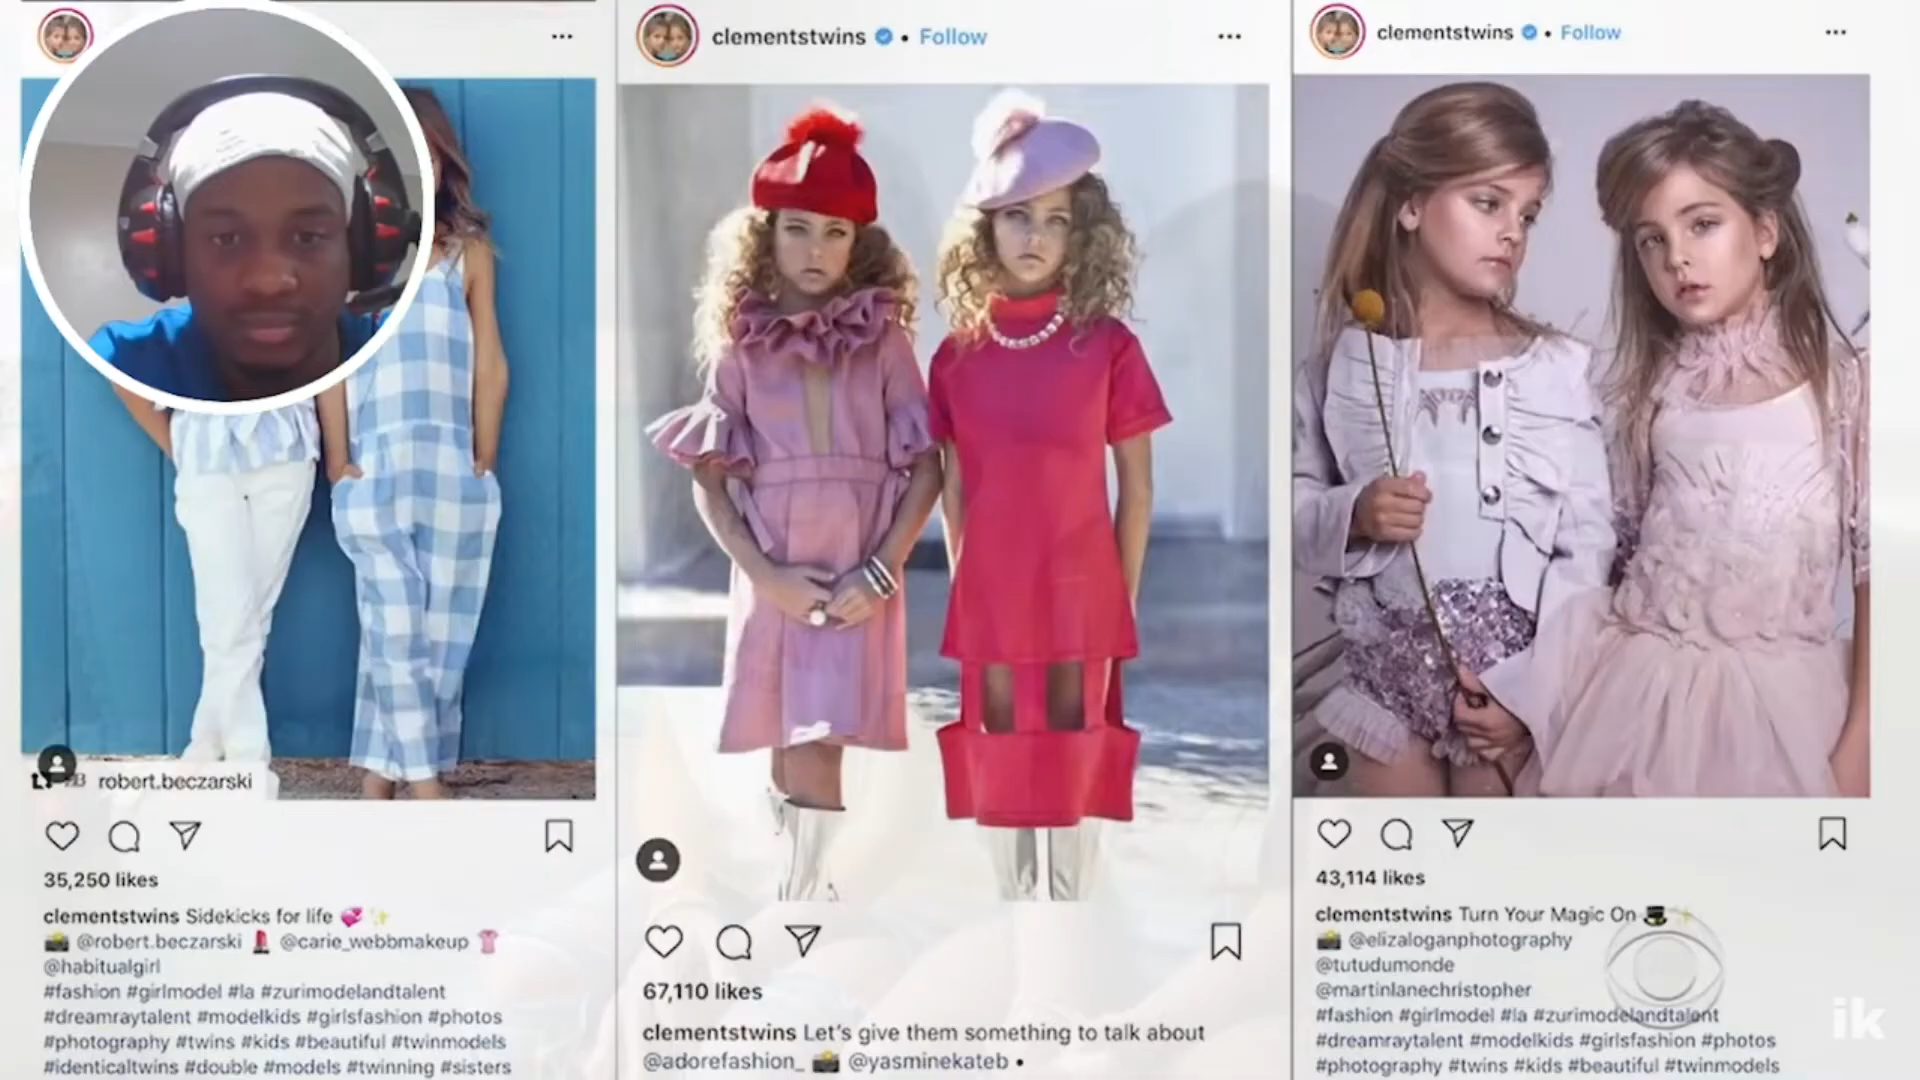 robert.beczarski
35,250 likes
clementstwins Sidekicks for life
@robert.beczarski @carie_webbmakeup
@habitualgirl
#fashion #girlmodel #la #zurimodelandtalent
#dreamraytalent #modelkids #girlsfashion #photos
#photography #twins #kids #beautiful #twinmodels
#identicaltwins #double #models #twinning #sisters
clementstwins • Follow
67,110 likes
clementstwins Let's give them something to talk about
@adorefashion_ @yasminekateb •
clementstwins • Follow
43,114 likes
clementstwins Turn Your Magic On
@elizaloganphotography
@tutudumonde
@martinlanechristopher
#fashion #girlmodel #la #zurimodelandtalent
#dreamraytalent #modelkids #girlsfashion #photos
#photography #twins #kids #beautiful #twinmodels
ik